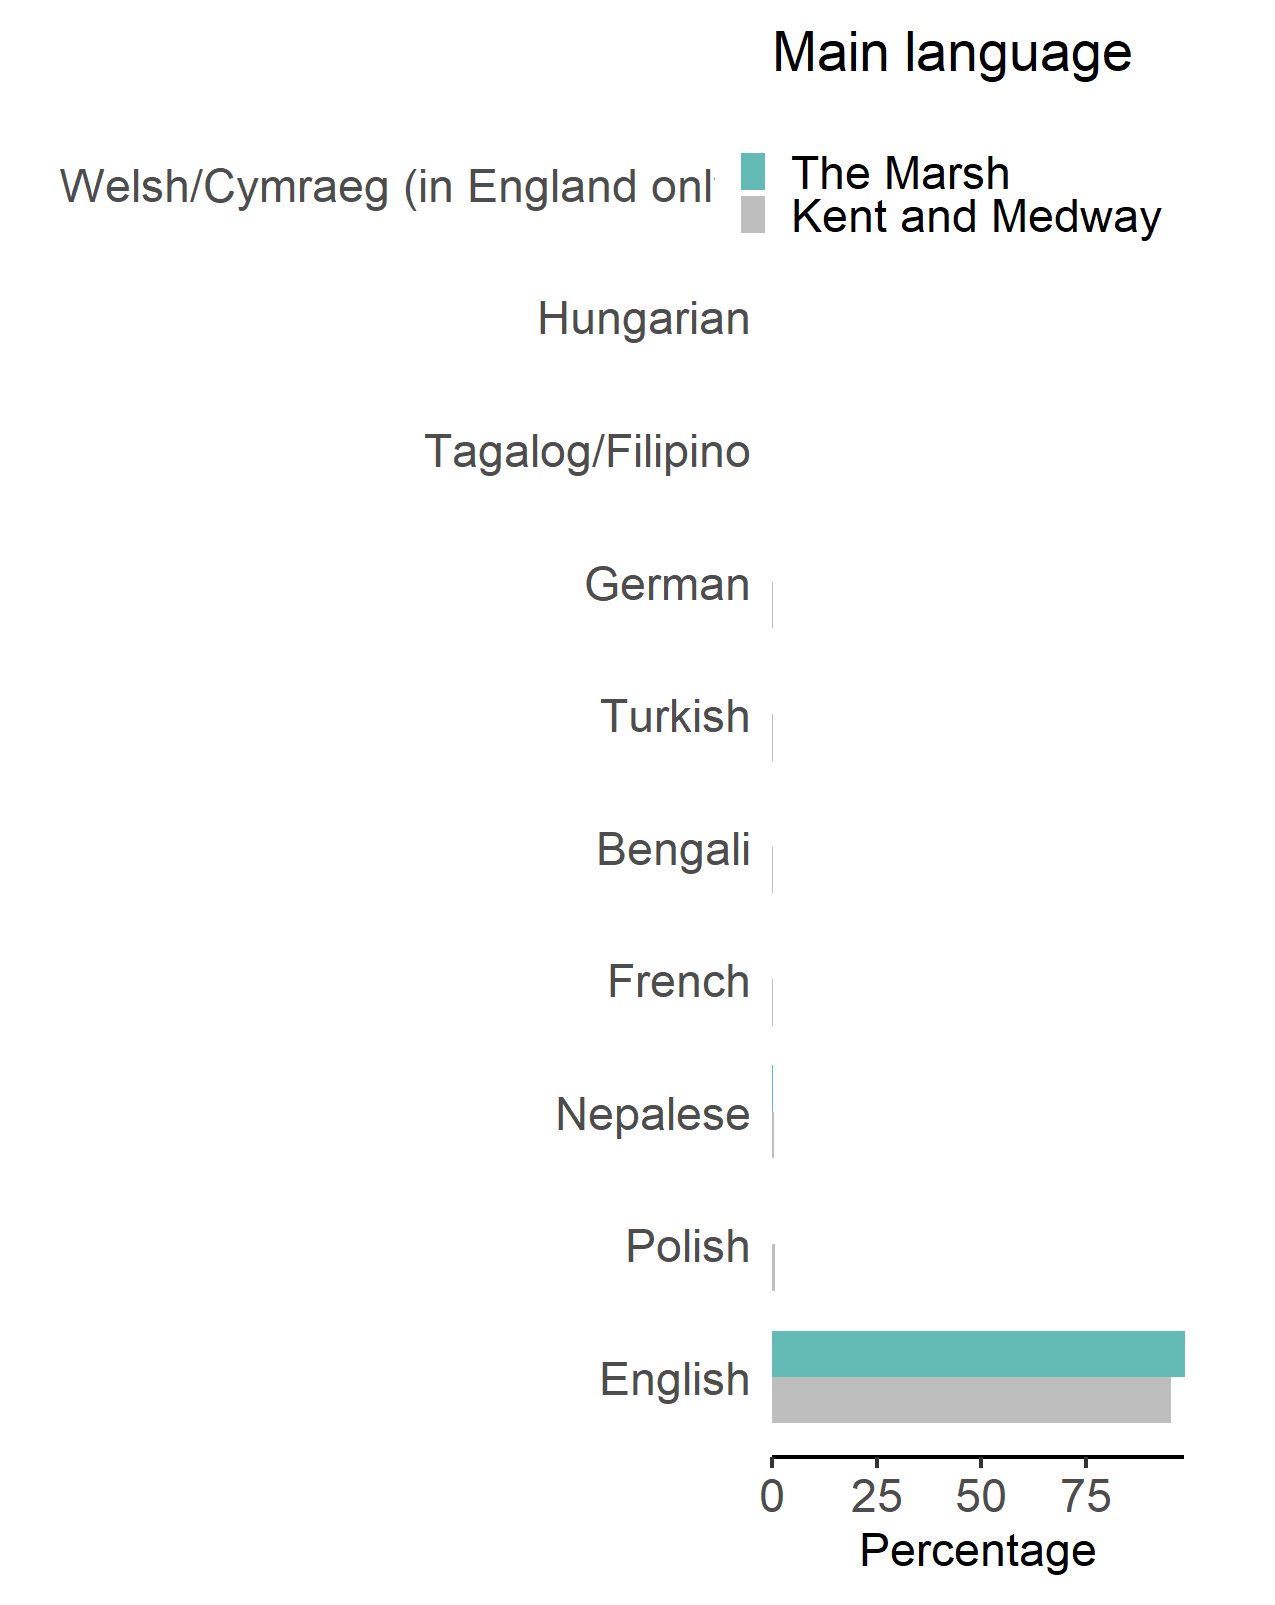 Main language
The Marsh
Kent and Medway
Welsh/Cymraeg (in England onl
Hungarian
Tagalog/Filipino
German
Turkish
Bengali
French
Nepalese
Polish
English
0 25 50 75
Percentage